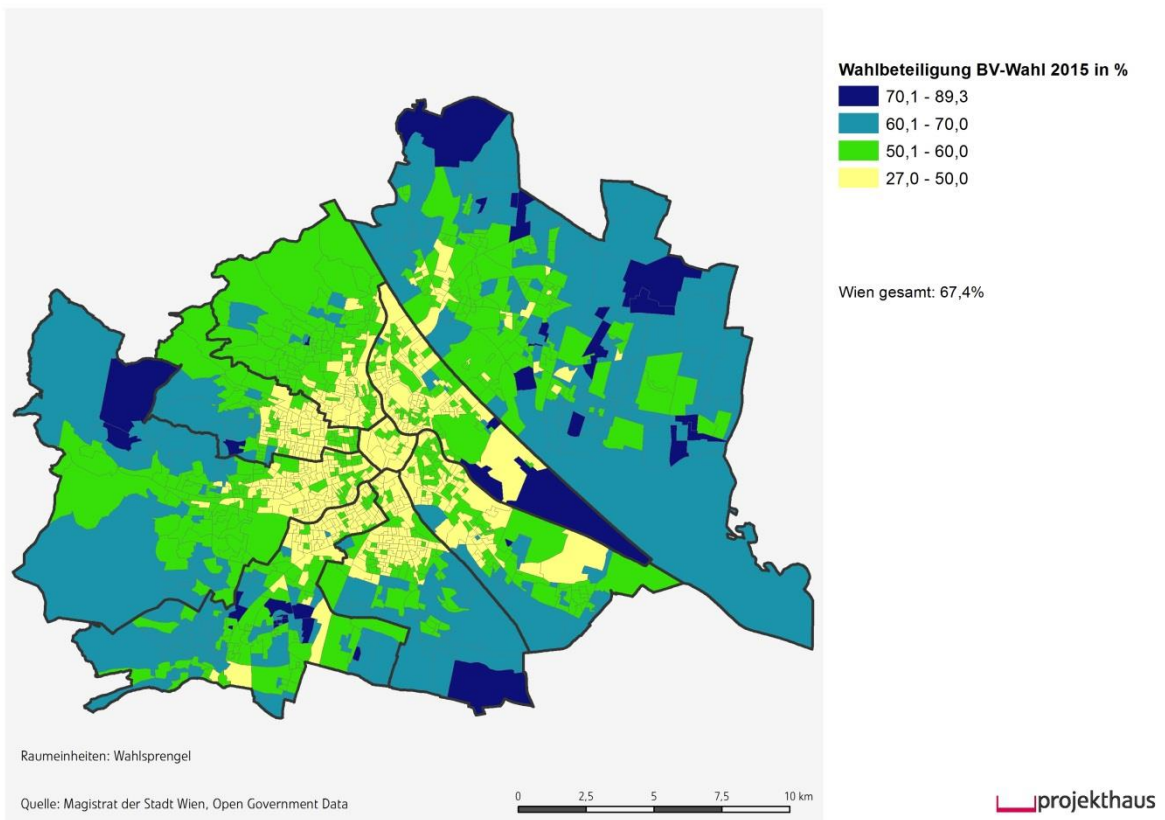 Wahlbeteiligung BV-Wahl 2015 in %
70,1 - 89,3
60,1 - 70,0
50,1 - 60,0
27,0 - 50,0
Wien gesamt: 67,4%
Raumeinheiten: Wahlsprengel
Quelle: Magistrat der Stadt Wien, Open Government Data
0 2,5 5 7,5 10 km
projekthaus